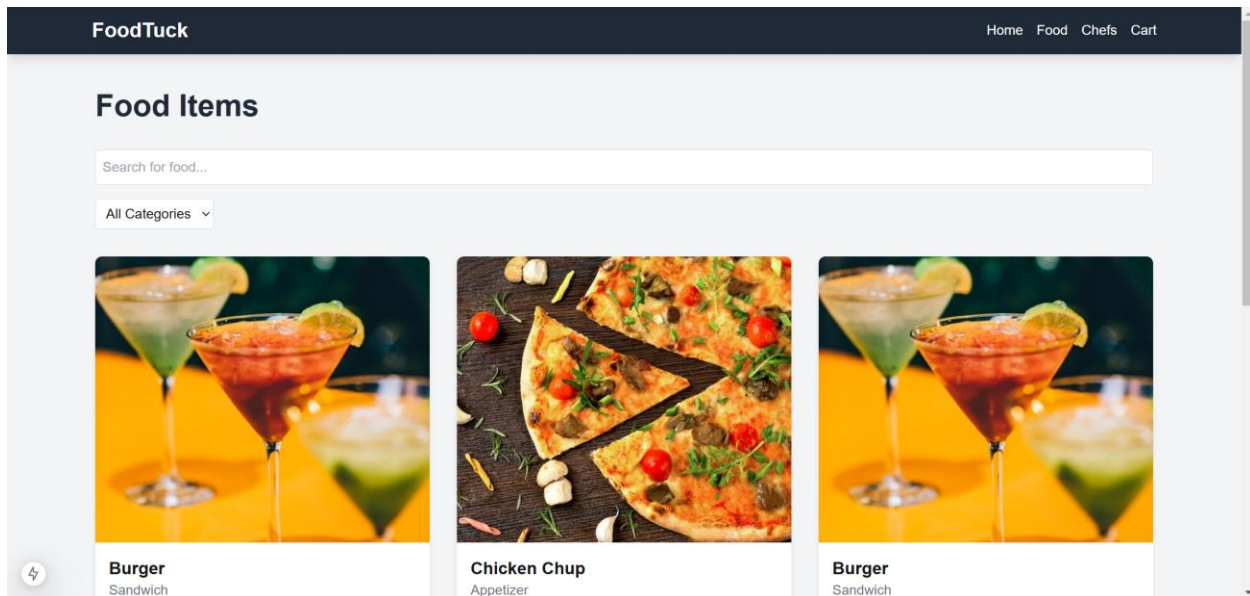 FoodTuck
Home Food Chefs Cart
Food Items
Search for food...
All Categories
Burger
Chicken Chup
Burger
Sandwich
Appetizer
Sandwich